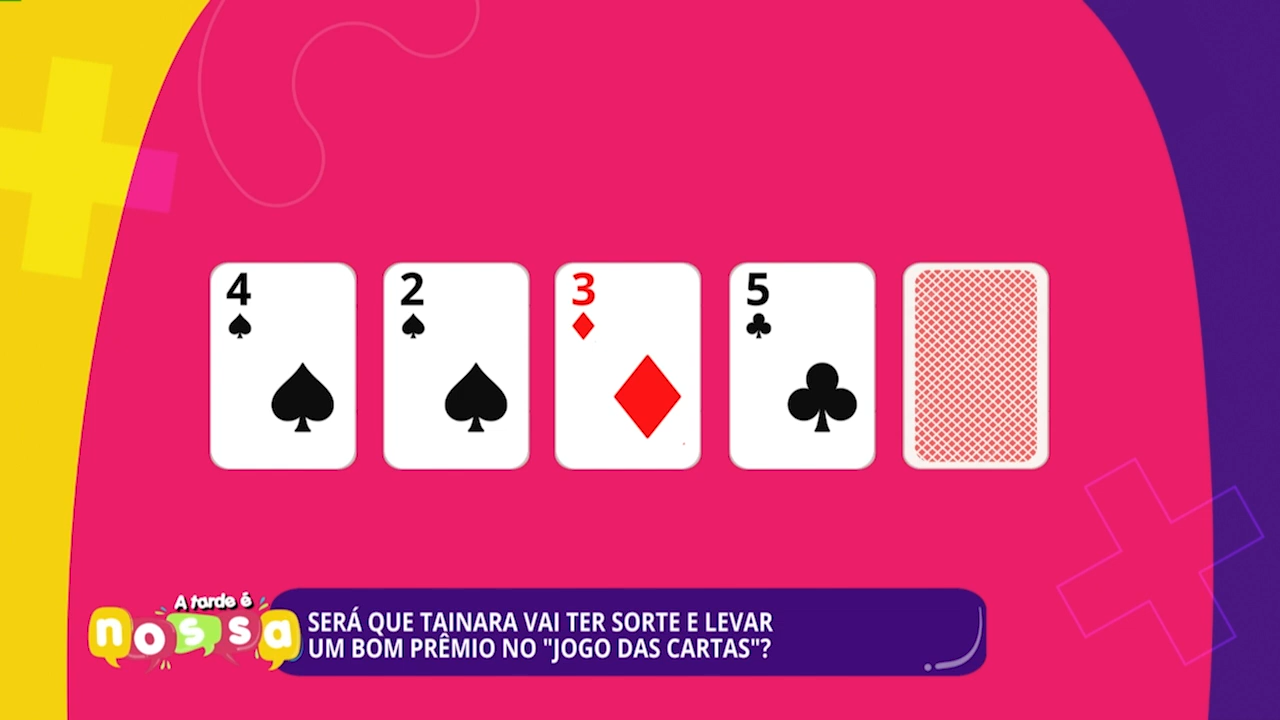 4
2
3
5
A tarde é
nossa
SERÁ QUE TAINARA VAI TER SORTE E LEVAR
UM BOM PRÊMIO NO "JOGO DAS CARTAS"?